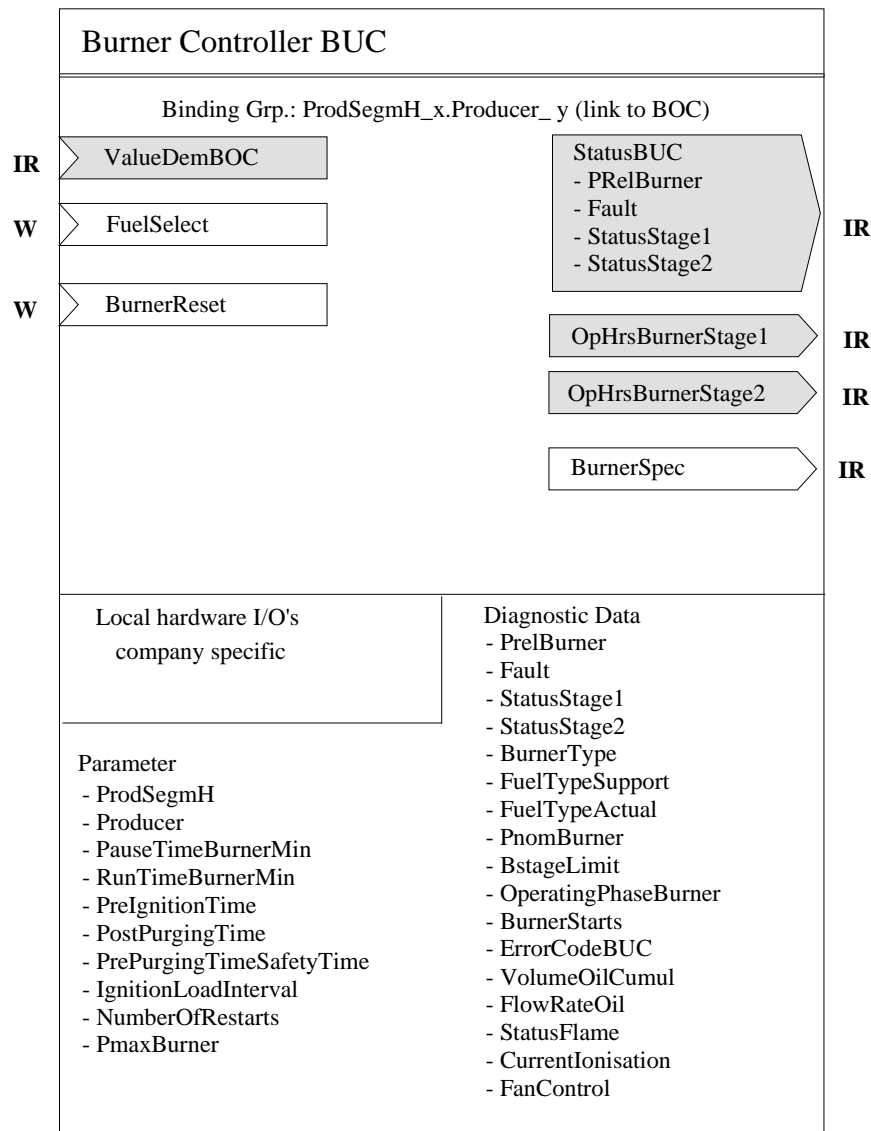 Burner Controller BUC
Binding Grp.: ProdSegmH_x.Producer_ y (link to BOC)
IR
ValueDemBOC
W
FuelSelect
W
BurnerReset
StatusBUC
- PRelBurner
- Fault
- StatusStage1
- StatusStage2
IR
OpHrsBurnerStage1
IR
OpHrsBurnerStage2
IR
BurnerSpec
IR
Local hardware I/O's
company specific
Parameter
- ProdSegmH
- Producer
- PauseTimeBurnerMin
- RunTimeBurnerMin
- PreIgnitionTime
- PostPurgingTime
- PrePurgingTimeSafetyTime
- IgnitionLoadInterval
- NumberOfRestarts
- PmaxBurner
Diagnostic Data
- PrelBurner
- Fault
- StatusStage1
- StatusStage2
- BurnerType
- FuelTypeSupport
- FuelTypeActual
- PnomBurner
- BstageLimit
- OperatingPhaseBurner
- BurnerStarts
- ErrorCodeBUC
- VolumeOilCumul
- FlowRateOil
- StatusFlame
- CurrentIonisation
- FanControl